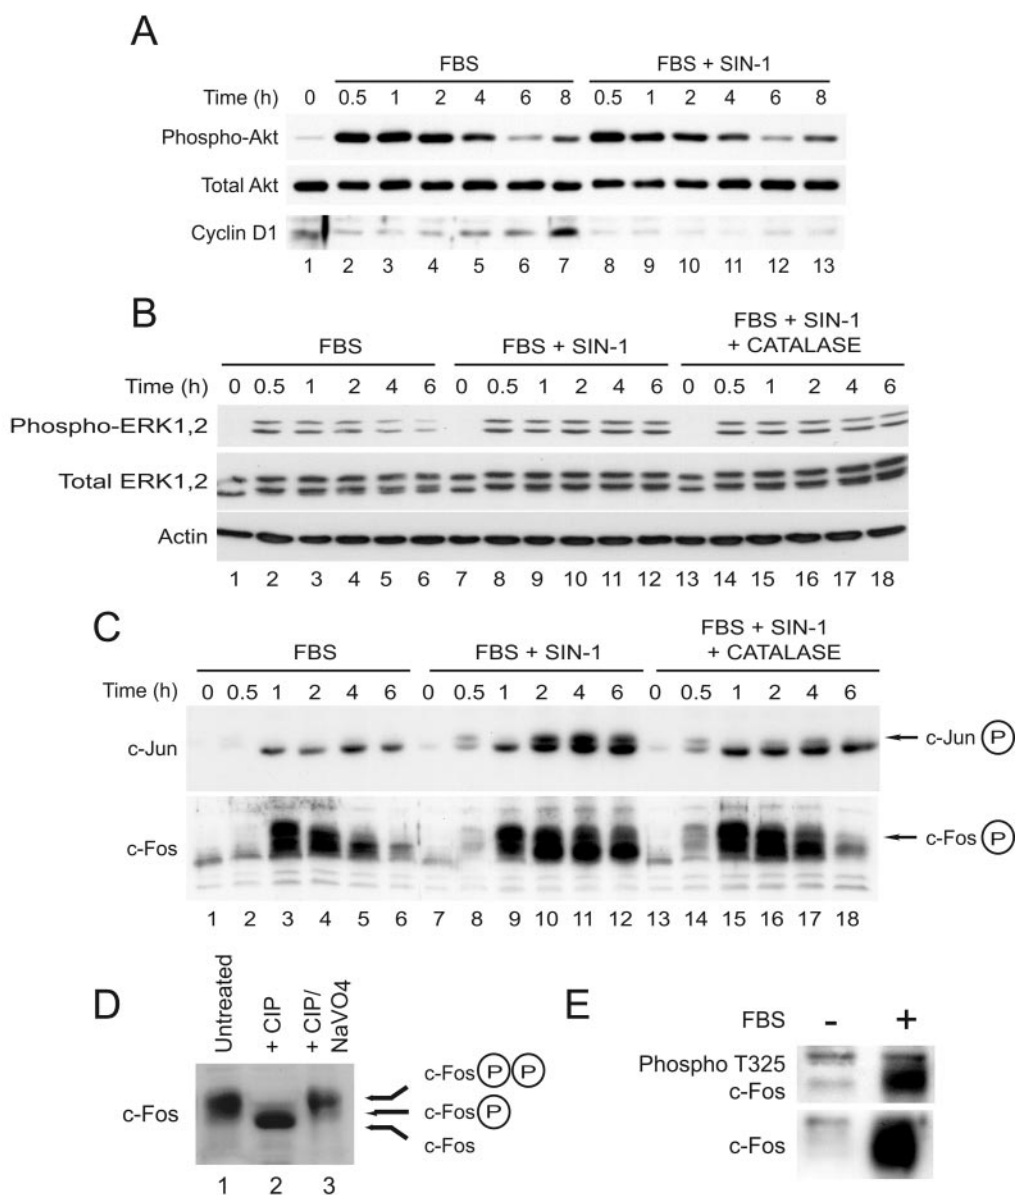 A
FBS FBS + SIN-1
Time (h) 0 0.5 1 2 4 6 8 0.5 1 2 4 6 8
Phospho-Akt
Total Akt
Cyclin D1
1 2 3 4 5 6 7 8 9 10 11 12 13
B
FBS + SIN-1
FBS FBS + SIN-1 + CATALASE
Time (h) 0 0.5 1 2 4 6 0 0.5 1 2 4 6 0 0.5 1 2 4 6
Phospho-ERK1,2
Total ERK1,2
Actin
1 2 3 4 5 6 7 8 9 10 11 12 13 14 15 16 17 18
C
FBS + SIN-1
FBS FBS + SIN-1 + CATALASE
Time (h) 0 0.5 1 2 4 6 0 0.5 1 2 4 6 0 0.5 1 2 4 6
c-Jun c-Jun P
c-Fos c-Fos P
1 2 3 4 5 6 7 8 9 10 11 12 13 14 15 16 17 18
D
Untreated
+ CIP
+ CIP/
NaVO4
c-Fos
c-Fos P P
c-Fos P
c-Fos
1 2 3
E
FBS - +
Phospho T325
c-Fos
c-Fos